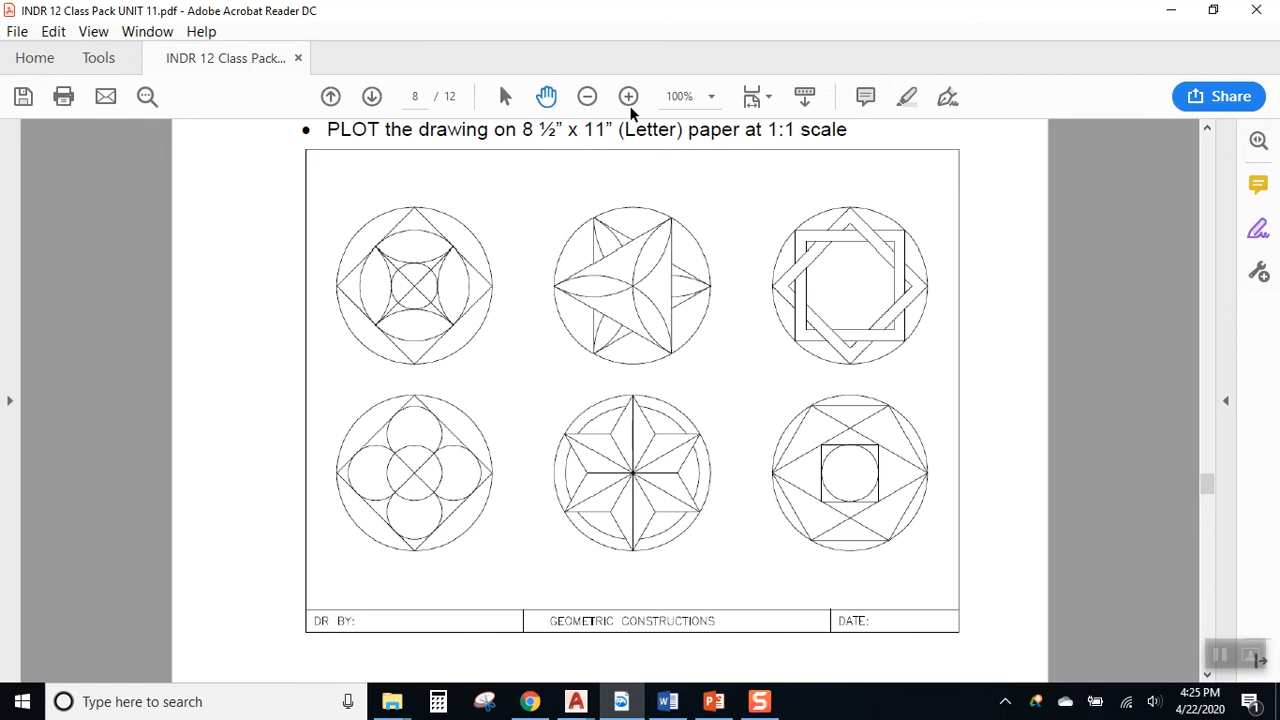 INDR 12 Class Pack UNIT 11.pdf - Adobe Acrobat Reader DC
File Edit View Window Help
Home Tools INDR 12 Class Pack... ×
8 / 12 100% Share
• PLOT the drawing on 8 ½” x 11” (Letter) paper at 1:1 scale
DR BY: GEOMETRIC CONSTRUCTIONS DATE:
Type here to search
4:25 PM
4/22/2020
1